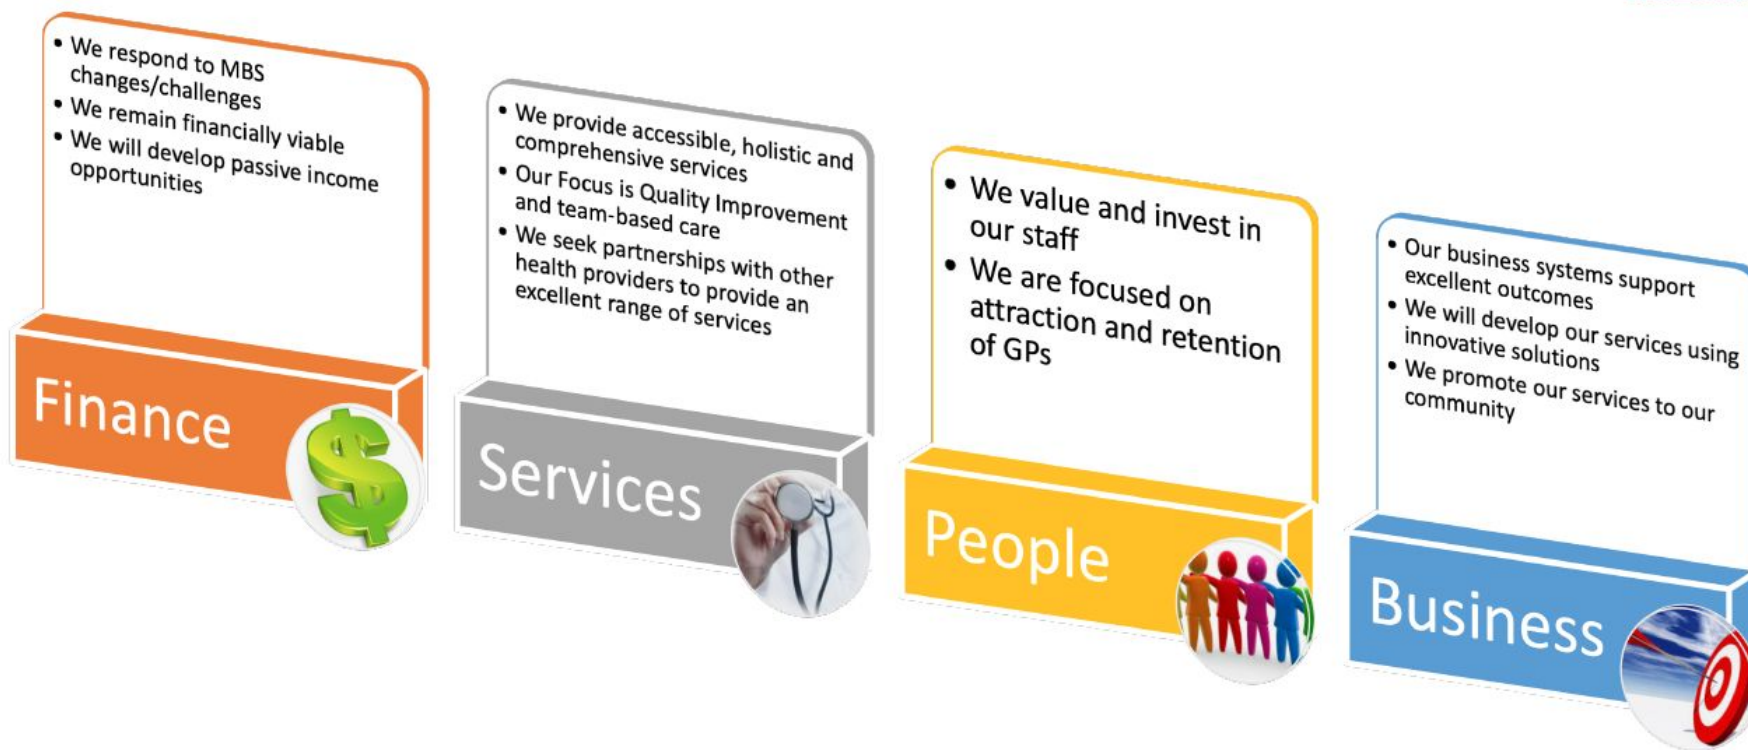 • We respond to MBS
changes/challenges
• We remain financially viable
• We will develop passive income
opportunities
Finance
• We provide accessible, holistic and
comprehensive services
• Our Focus is Quality Improvement
and team-based care
• We seek partnerships with other
health providers to provide an
excellent range of services
Services
• We value and invest in
our staff
• We are focused on
attraction and retention
of GPs
People
• Our business systems support
excellent outcomes
• We will develop our services using
innovative solutions
• We promote our services to our
community
Business